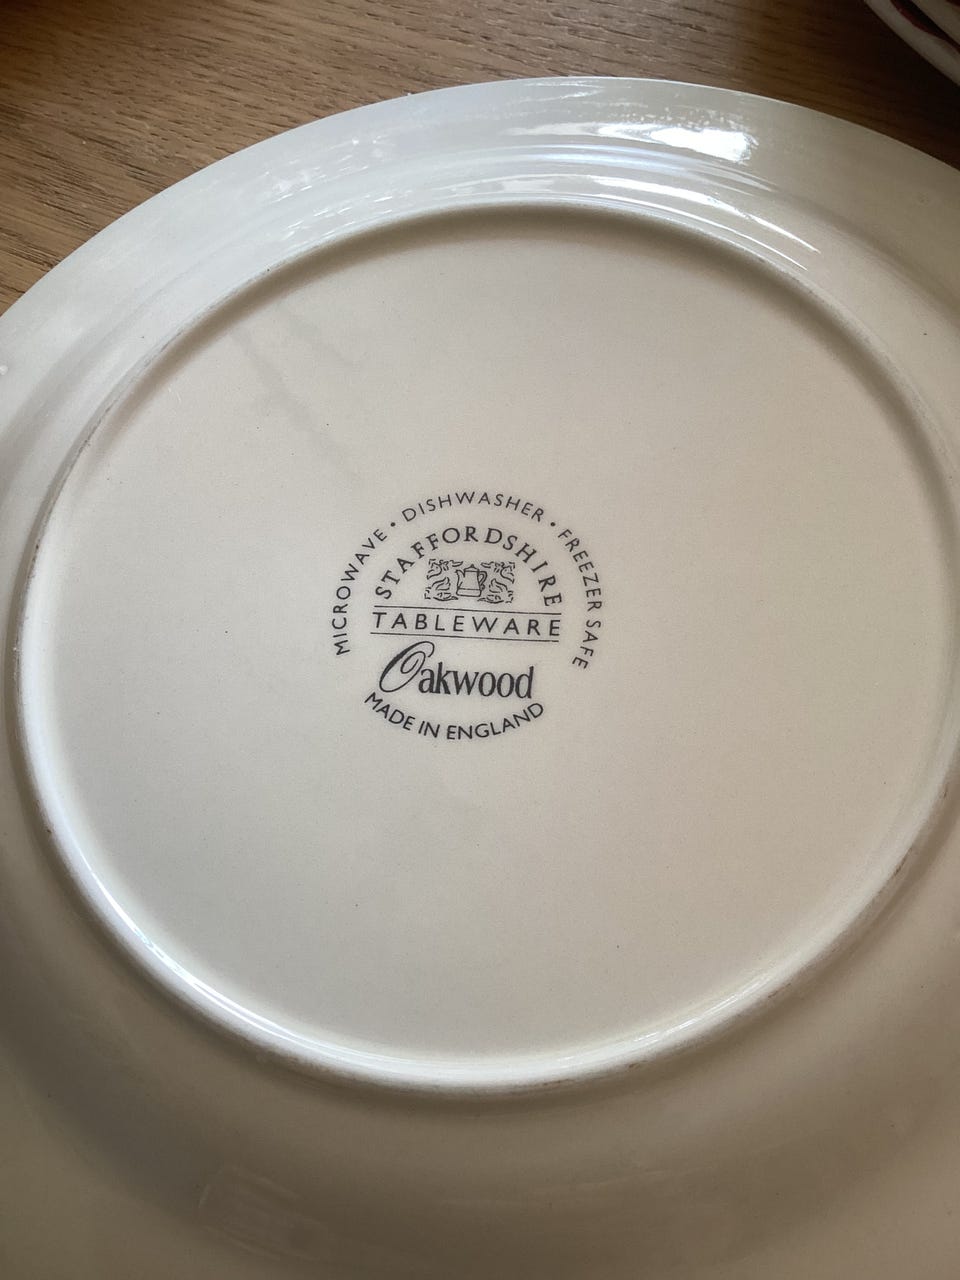 MICROWAVE • DISHWASHER • FREEZER SAFE
STAFFORDSHIRE
TABLEWARE
Oakwood
MADE IN ENGLAND